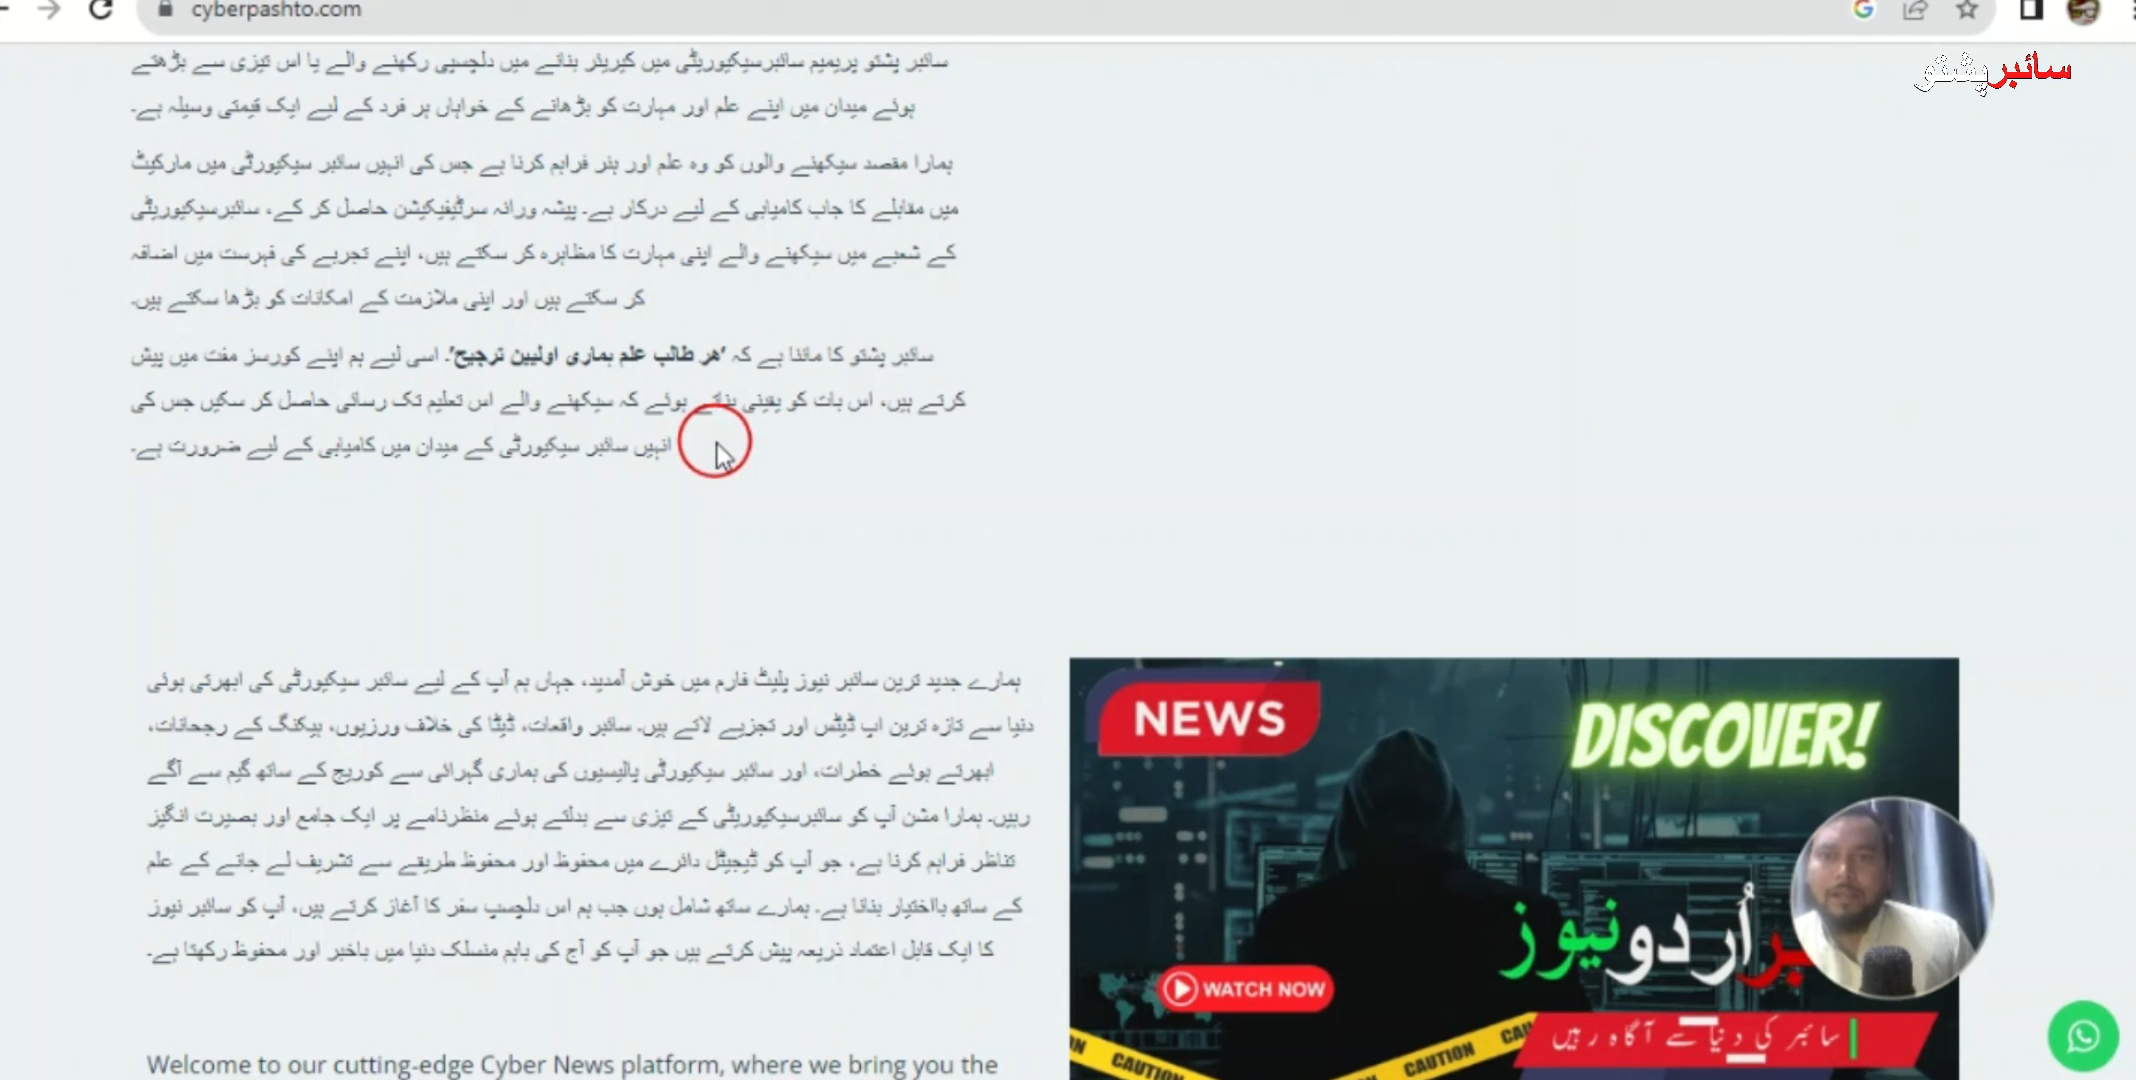 cyberpashto.com
سائبرپشتو
سائبر پشتو پریمیم سائبرسیکیوریٹی میں کیریئر بنانے میں دلچسپی رکھنے والے یا اس تیزی سے بڑھتے
ہوئے میدان میں اپنے علم اور مہارت کو بڑھانے کے خواہاں ہر فرد کے لیے ایک قیمتی وسیلہ ہے۔
ہمارا مقصد سیکھنے والوں کو وہ علم اور ہنر فراہم کرنا ہے جس کی انہیں سائبر سیکیورٹی میں مارکیٹ
میں مقابلے کا جاب کامیابی کے لیے درکار ہے۔ پیشہ ورانہ سرٹیفیکیشن حاصل کر کے، سائبرسیکیوریٹی
کے شعبے میں سیکھنے والے اپنی مہارت کا مظاہرہ کر سکتے ہیں، اپنے تجربے کی فہرست میں اضافہ
کر سکتے ہیں اور اپنی ملازمت کے امکانات کو بڑھا سکتے ہیں۔
سائبر پشتو کا ماننا ہے کہ ’هر طالب علم ہماری اولیین ترجیح‘۔ اسی لیے ہم اپنے کورسز مفت میں پیش
کرتے ہیں، اس بات کو یقینی بناتے ہوئے کہ سیکھنے والے اس تعلیم تک رسائی حاصل کر سکیں جس کی
انہیں سائبر سیکیورٹی کے میدان میں کامیابی کے لیے ضرورت ہے۔
ہمارے جدید ترین سائبر نیوز پلیٹ فارم میں خوش آمدید، جہاں ہم آپ کے لیے سائبر سیکیورٹی کی ابھرتی ہوئی
دنیا سے تازہ ترین اپ ڈیٹس اور تجزیے لاتے ہیں۔ سائبر واقعات، ڈیٹا کی خلاف ورزیوں، ہیکنگ کے رجحانات،
ابھرتے ہوئے خطرات، اور سائبر سیکیورٹی پالیسیوں کی ہماری گہرائی سے کوریج کے ساتھ گیم سے آگے
رہیں۔ ہمارا مشن آپ کو سائبرسیکیوریٹی کے تیزی سے بدلتے ہوئے منظرنامے پر ایک جامع اور بصیرت انگیز
تناظر فراہم کرنا ہے، جو آپ کو ڈیجیٹل دائرے میں محفوظ اور محفوظ طریقے سے تشریف لے جانے کے علم
کے ساتھ بااختیار بناتا ہے۔ ہمارے ساتھ شامل ہوں جب ہم اس دلچسپ سفر کا آغاز کرتے ہیں، آپ کو سائبر نیوز
کا ایک قابل اعتماد ذریعہ پیش کرتے ہیں جو آپ کو آج کی باہم منسلک دنیا میں باخبر اور محفوظ رکھتا ہے۔
Welcome to our cutting-edge Cyber News platform, where we bring you the
NEWS
DISCOVER!
اُردو نیوز
WATCH NOW
سائبر کی دنیا سے آگاہ رہیں
CAUTION
CAUTION